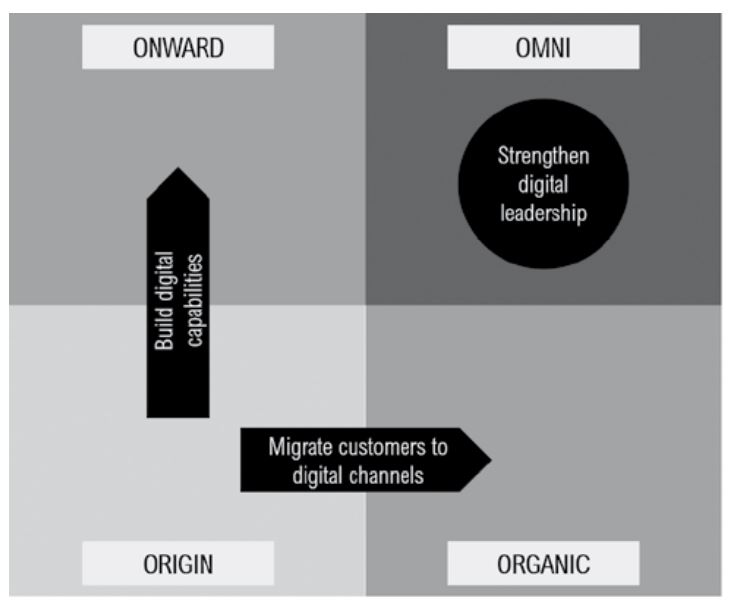 ONWARD
OMNI
Strengthen
digital
leadership
Build digital
capabilities
Migrate customers to
digital channels
ORIGIN
ORGANIC